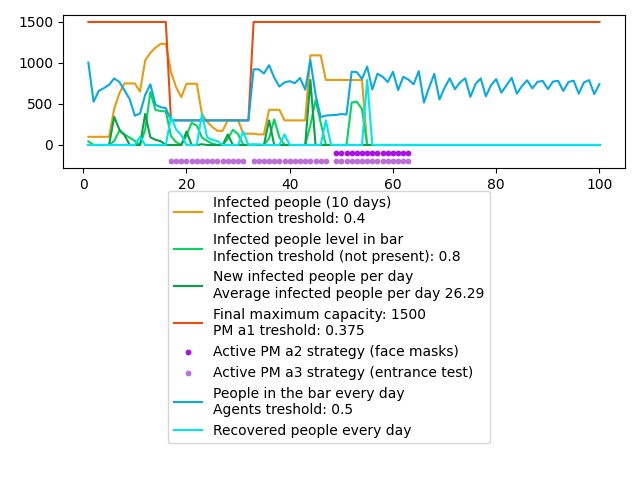 1500
1000
500
0
0 20 40 60 80 100
Infected people (10 days)
Infection treshold: 0.4
Infected people level in bar
Infection treshold (not present): 0.8
New infected people per day
Average infected people per day 26.29
Final maximum capacity: 1500
PM a1 treshold: 0.375
Active PM a2 strategy (face masks)
Active PM a3 strategy (entrance test)
People in the bar every day
Agents treshold: 0.5
Recovered people every day